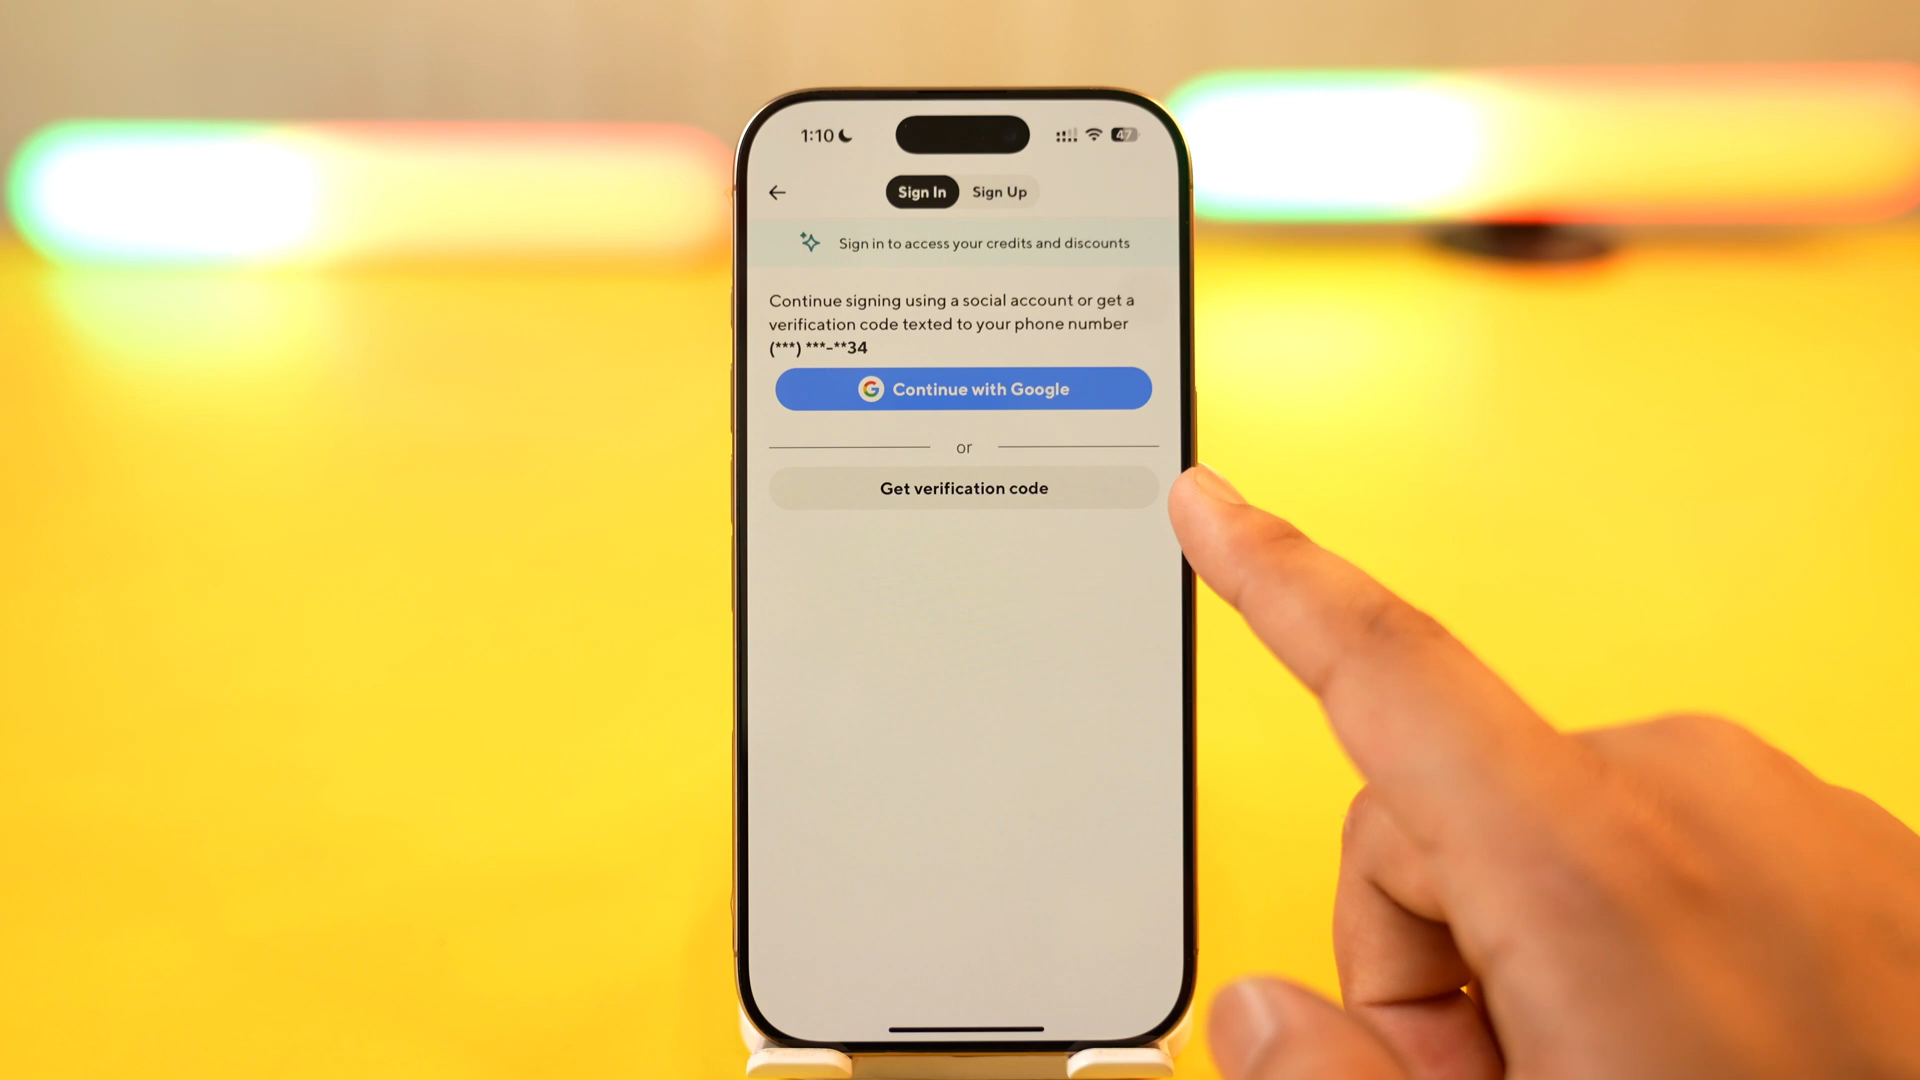 1:10
47
Sign In Sign Up
Sign in to access your credits and discounts
Continue signing using a social account or get a
verification code texted to your phone number
(***) ***-**34
Continue with Google
or
Get verification code